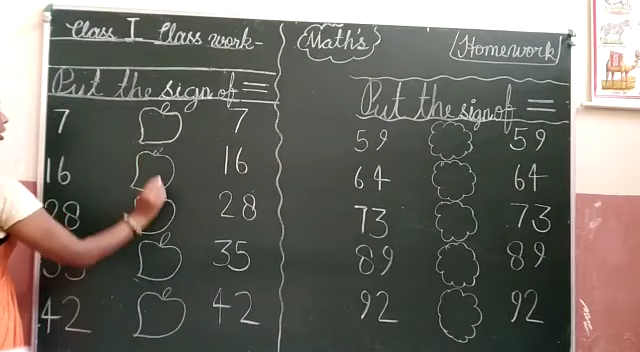 Class I Class work-
Math's
Homework
Put the sign of =
7 7
16 16
28 28
35 35
42 42
Put the sign of =
59 59
64 64
73 73
89 89
92 92